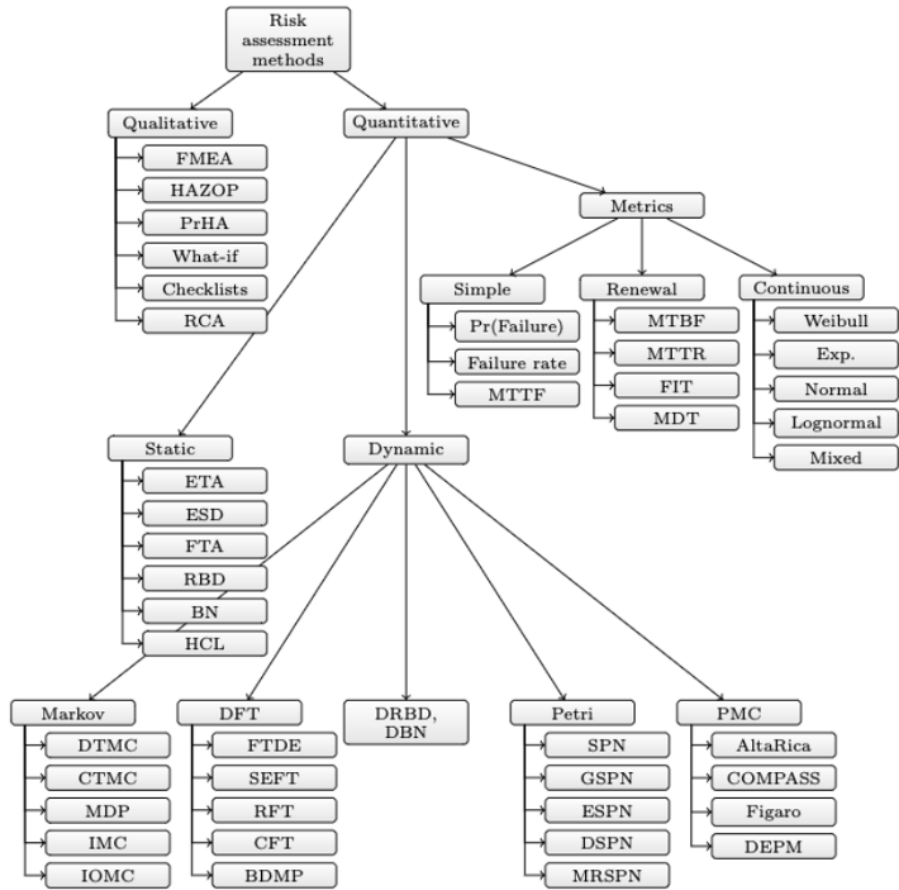 Risk
assessment
methods
Qualitative
Quantitative
FMEA
HAZOP
PrHA
What-if
Checklists
RCA
Metrics
Simple
Renewal
Continuous
Pr(Failure)
Failure rate
MTTF
MTBF
MTTR
FIT
MDT
Weibull
Exp.
Normal
Lognormal
Mixed
Static
Dynamic
ETA
ESD
FTA
RBD
BN
HCL
Markov
DFT
DRBD,
DBN
Petri
PMC
DTMC
CTMC
MDP
IMC
IOMC
FTDE
SEFT
RFT
CFT
BDMP
SPN
GSPN
ESPN
DSPN
MRSPN
AltaRica
COMPASS
Figaro
DEPM